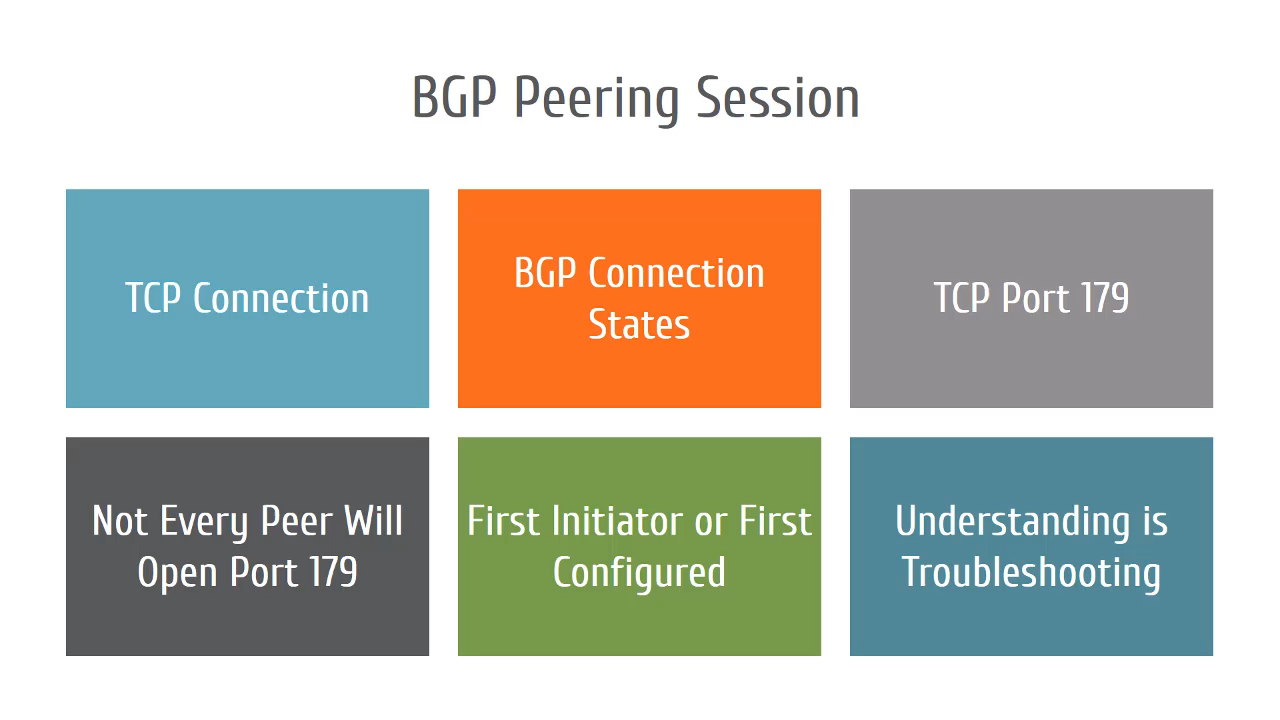 BGP Peering Session
TCP Connection
BGP Connection
States
TCP Port 179
Not Every Peer Will
Open Port 179
First Initiator or First
Configured
Understanding is
Troubleshooting